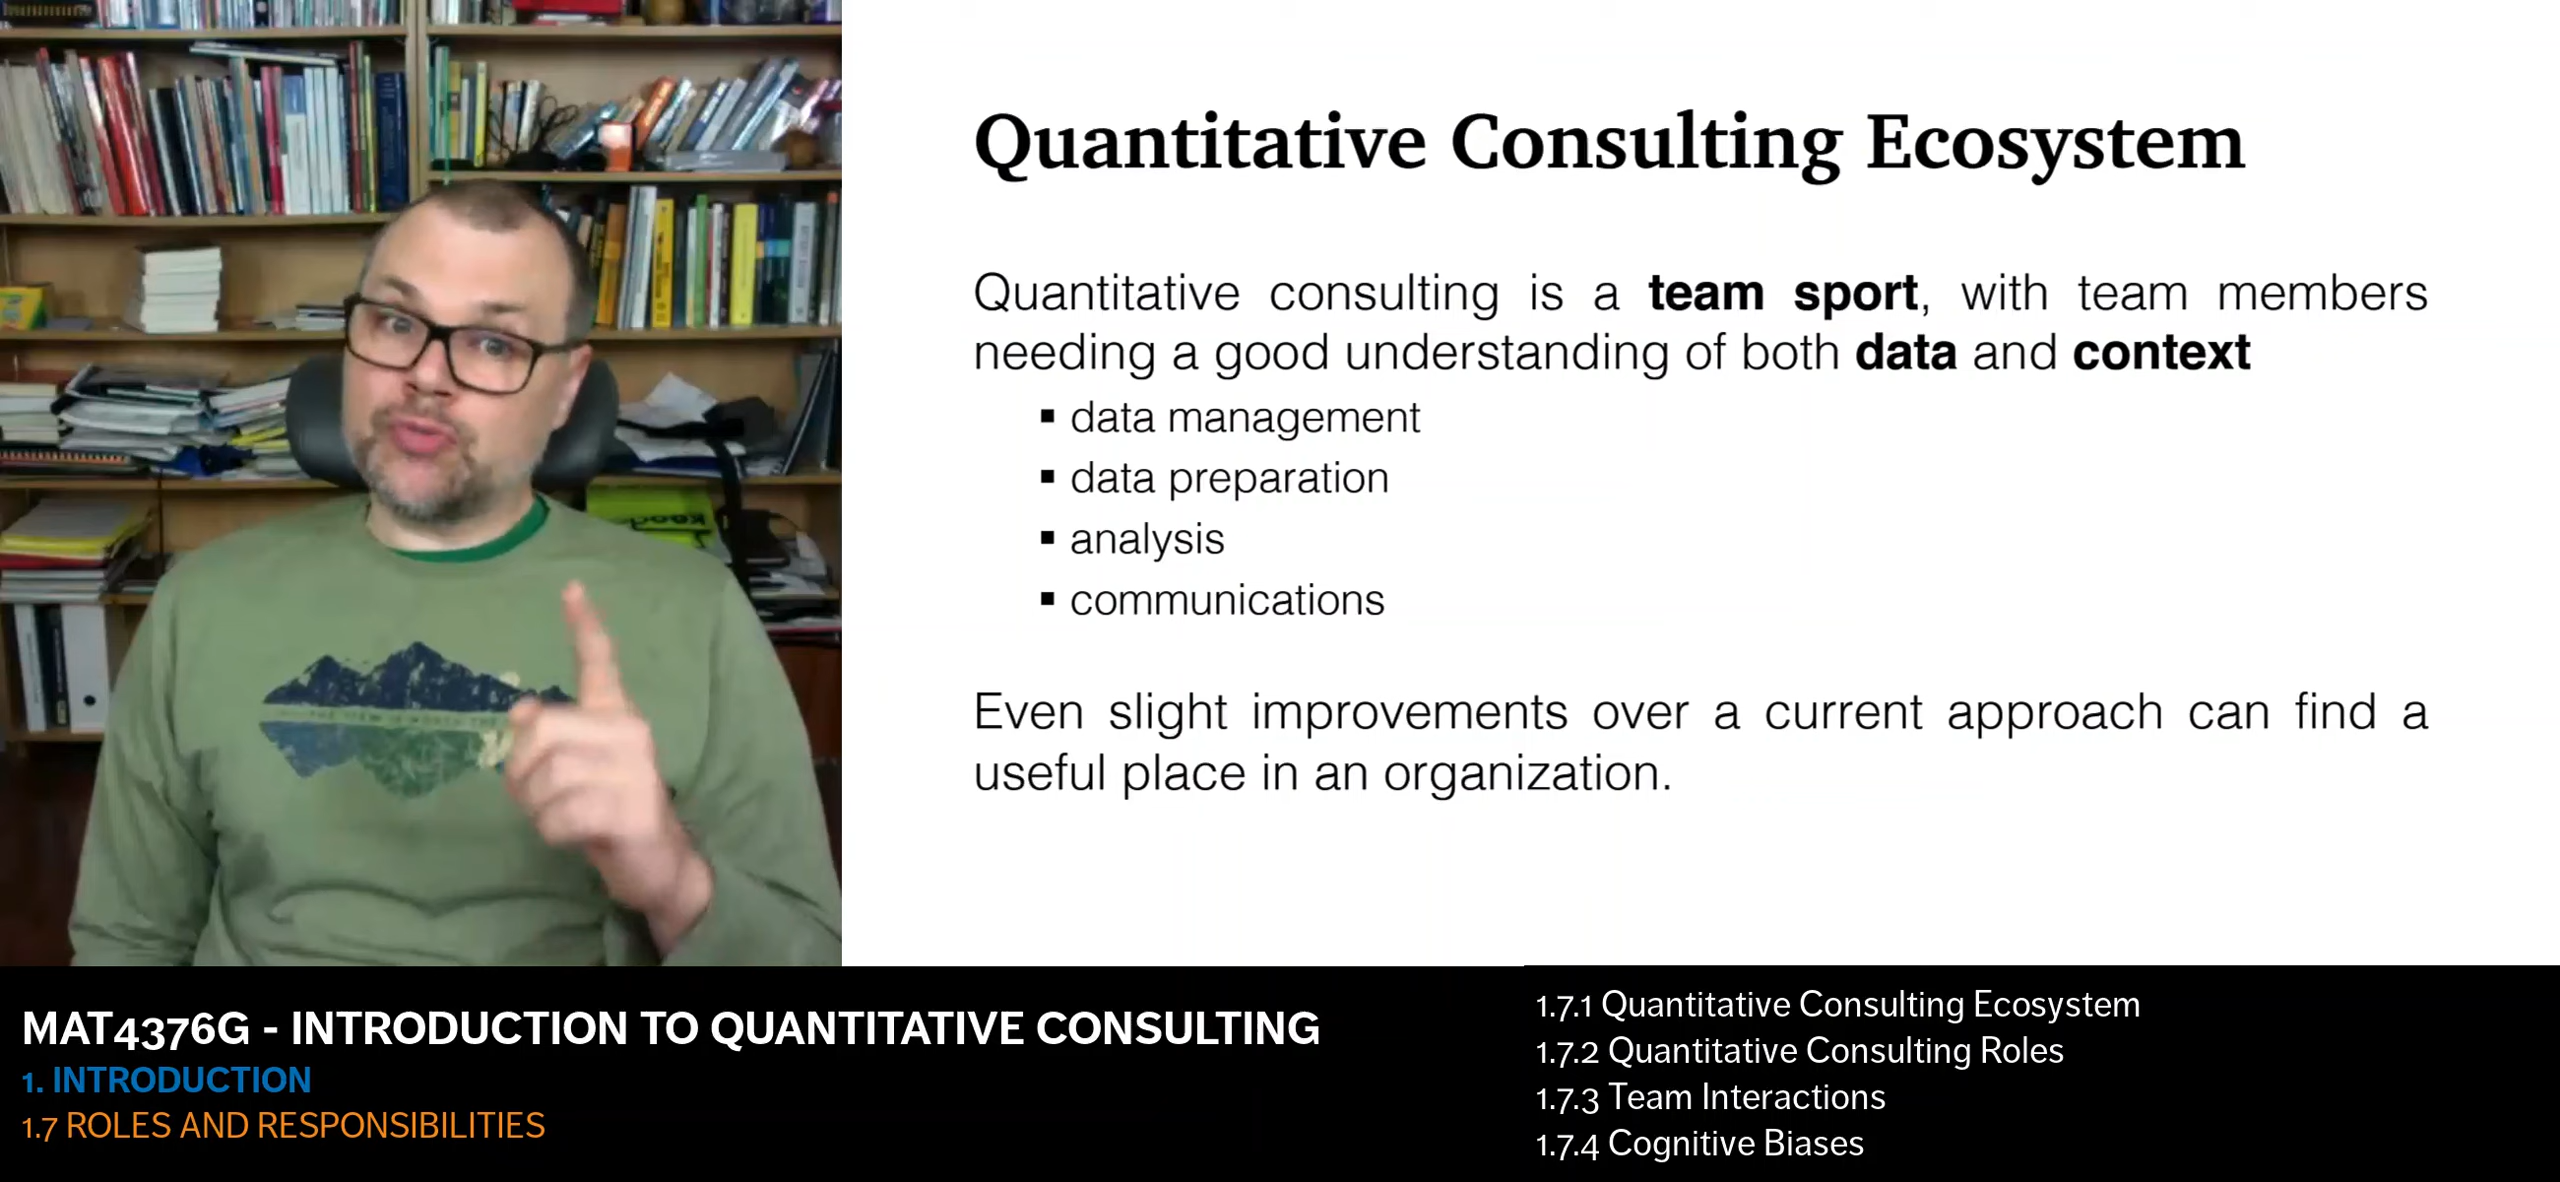 Quantitative Consulting Ecosystem
Quantitative consulting is a team sport, with team members
needing a good understanding of both data and context
▪ data management
▪ data preparation
▪ analysis
▪ communications
Even slight improvements over a current approach can find a
useful place in an organization.
MAT4376G - INTRODUCTION TO QUANTITATIVE CONSULTING
1. INTRODUCTION
1.7 ROLES AND RESPONSIBILITIES
1.7.1 Quantitative Consulting Ecosystem
1.7.2 Quantitative Consulting Roles
1.7.3 Team Interactions
1.7.4 Cognitive Biases